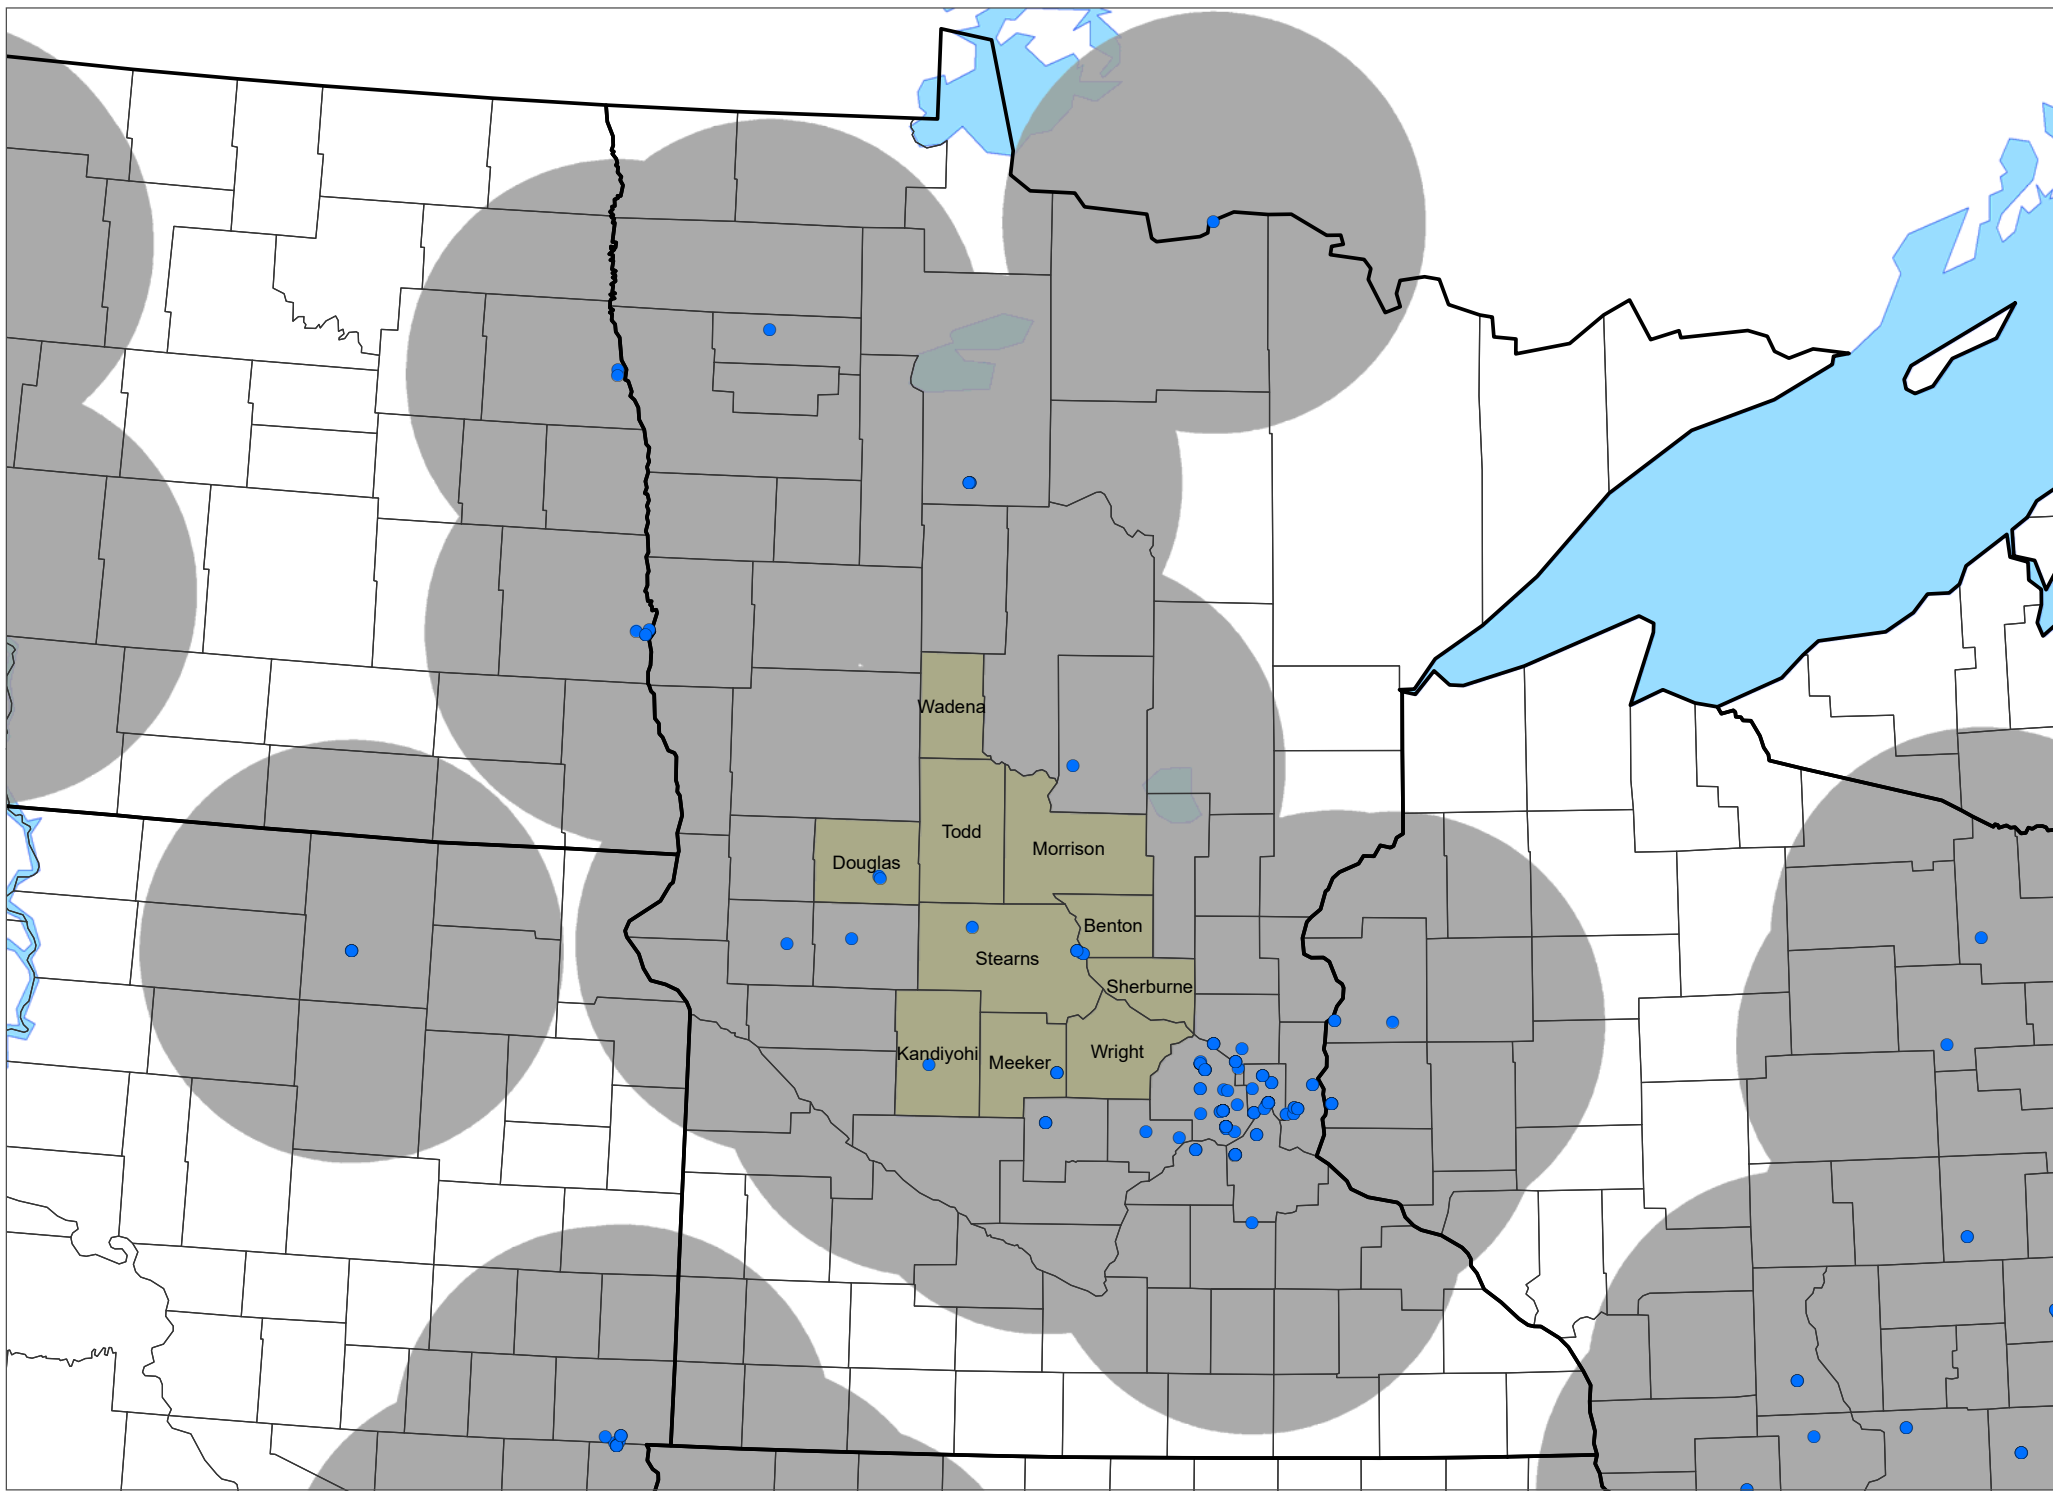 Wadena
Todd
Morrison
Douglas
Benton
Stearns
Sherburne
Kandiyohi
Meeker
Wright